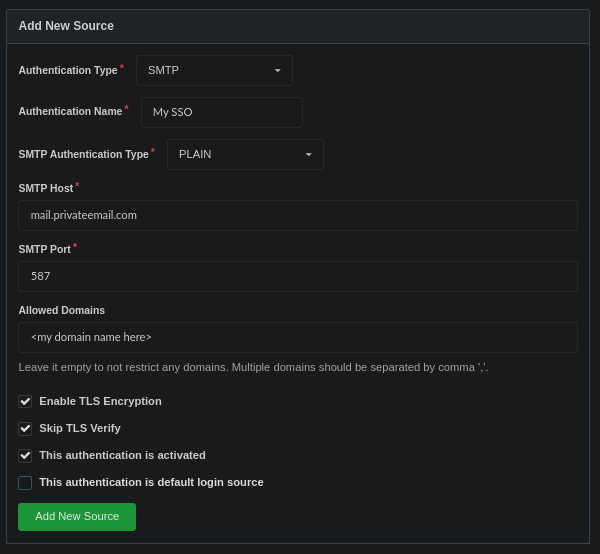 Add New Source
Authentication Type*
SMTP
Authentication Name*
My SSO
SMTP Authentication Type*
PLAIN
SMTP Host*
mail.privateemail.com
SMTP Port*
587
Allowed Domains
<my domain name here>
Leave it empty to not restrict any domains. Multiple domains should be separated by comma ','.
Enable TLS Encryption
Skip TLS Verify
This authentication is activated
This authentication is default login source
Add New Source